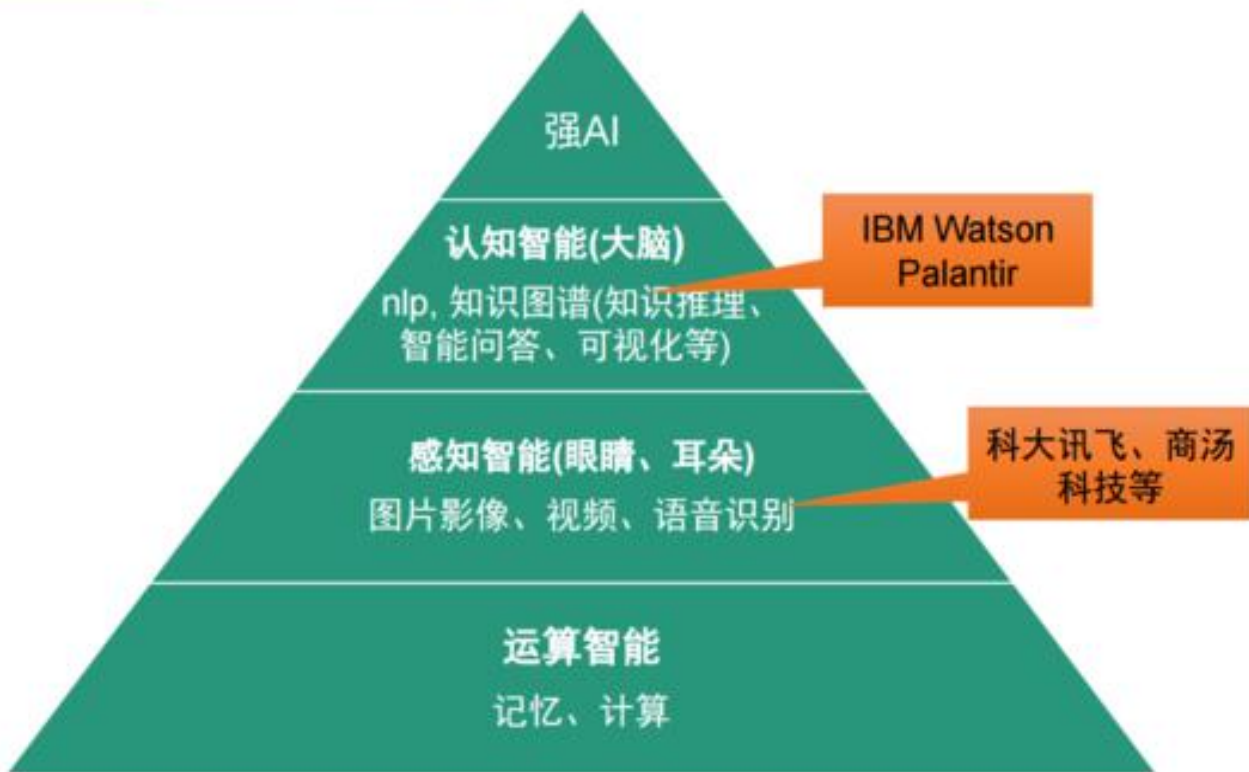 强AI
认知智能(大脑)
nlp, 知识图谱(知识推理、
智能问答、可视化等)
IBM Watson
Palantir
感知智能(眼睛、耳朵)
图片影像、视频、语音识别
科大讯飞、商汤
科技等
运算智能
记忆、计算